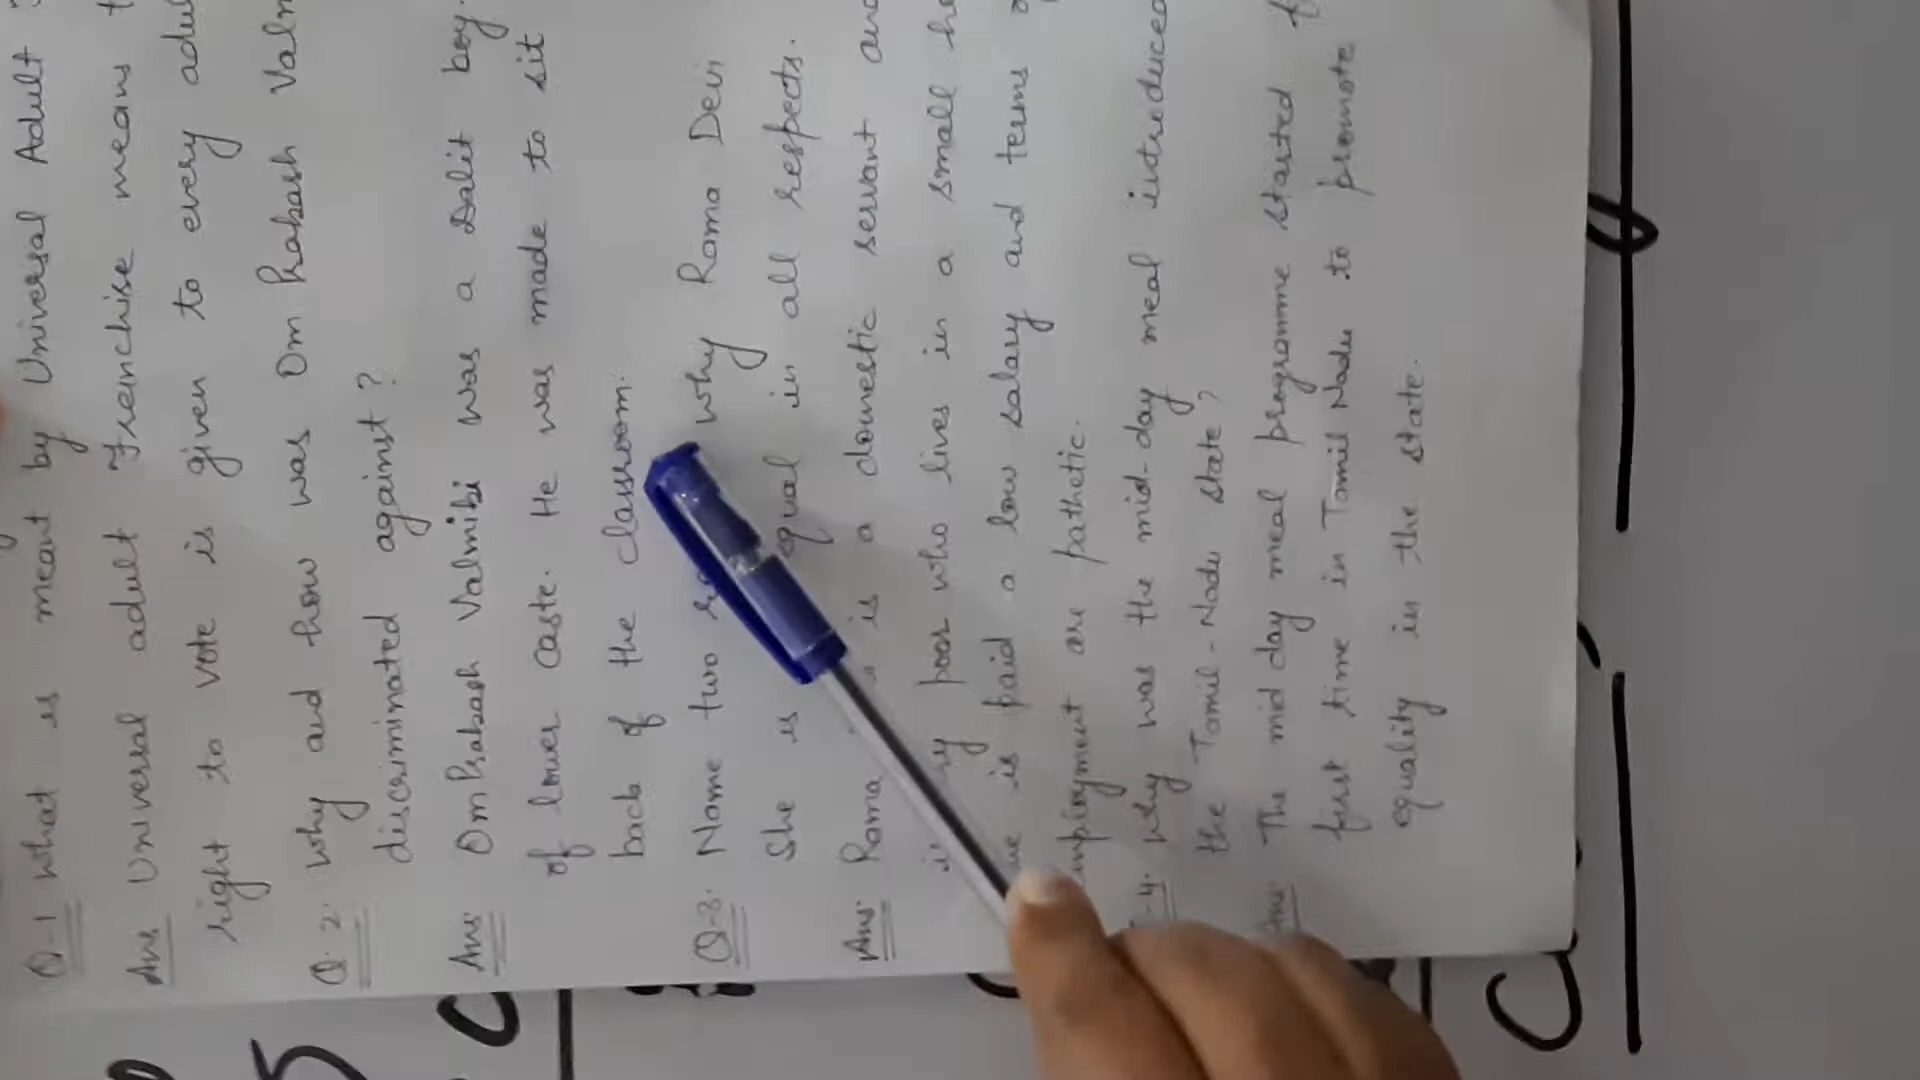 Q-1 What is meant by Universal Adult
Ans Universal adult Frenchise means
right to vote is given to every adul
Q.2. Why and how was Om Prakash Valm
discriminated against?
Ans Om Prakash Valmiki was a Dalit boy.
of lower caste. He was made to sit
back of the classroom.
Q-3. Name two why Rama Devi
She is equal in all respects.
Ans. Rama is a domestic servant and
poor who lives in a small
is paid a low salary and terms
employment are pathetic.
-4. Why was the mid-day meal introduced
the Tamil-Nadu state?
Ans The mid day meal programme started
first time in Tamil Nadu to promote
equality in the state.